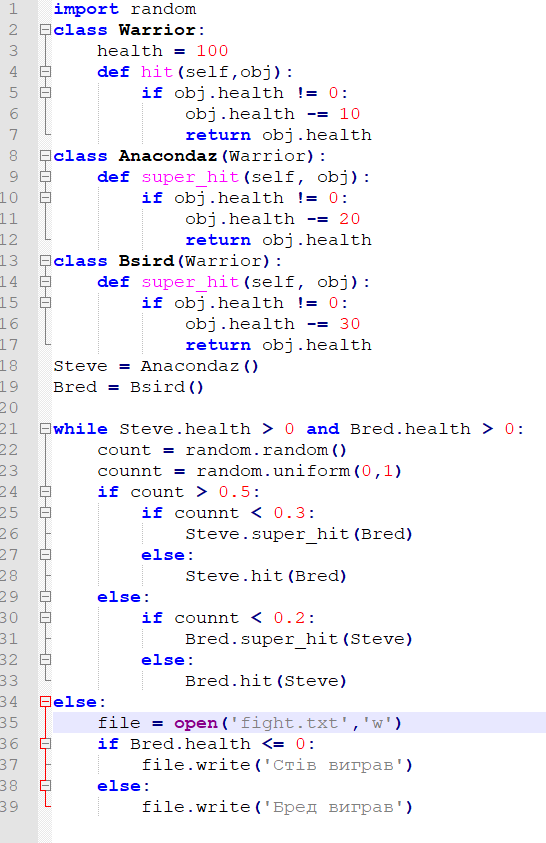 1 import random
2 class Warrior:
3     health = 100
4     def hit(self,obj):
5         if obj.health != 0:
6             obj.health -= 10
7             return obj.health
8 class Anacondaz(Warrior):
9     def super_hit(self, obj):
10         if obj.health != 0:
11             obj.health -= 20
12             return obj.health
13 class Bsird(Warrior):
14     def super_hit(self, obj):
15         if obj.health != 0:
16             obj.health -= 30
17             return obj.health
18 Steve = Anacondaz()
19 Bred = Bsird()
20
21 while Steve.health > 0 and Bred.health > 0:
22     count = random.random()
23     counnt = random.uniform(0,1)
24     if count > 0.5:
25         if counnt < 0.3:
26             Steve.super_hit(Bred)
27         else:
28             Steve.hit(Bred)
29     else:
30         if counnt < 0.2:
31             Bred.super_hit(Steve)
32         else:
33             Bred.hit(Steve)
34 else:
35     file = open('fight.txt','w')
36     if Bred.health <= 0:
37         file.write('Стів виграв')
38     else:
39         file.write('Бред виграв')